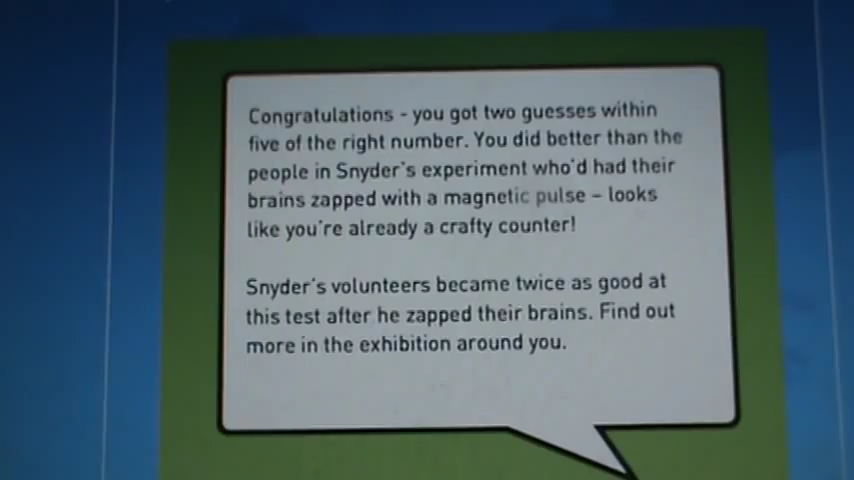 Congratulations - you got two guesses within
five of the right number. You did better than the
people in Snyder's experiment who'd had their
brains zapped with a magnetic pulse – looks
like you're already a crafty counter!
Snyder's volunteers became twice as good at
this test after he zapped their brains. Find out
more in the exhibition around you.